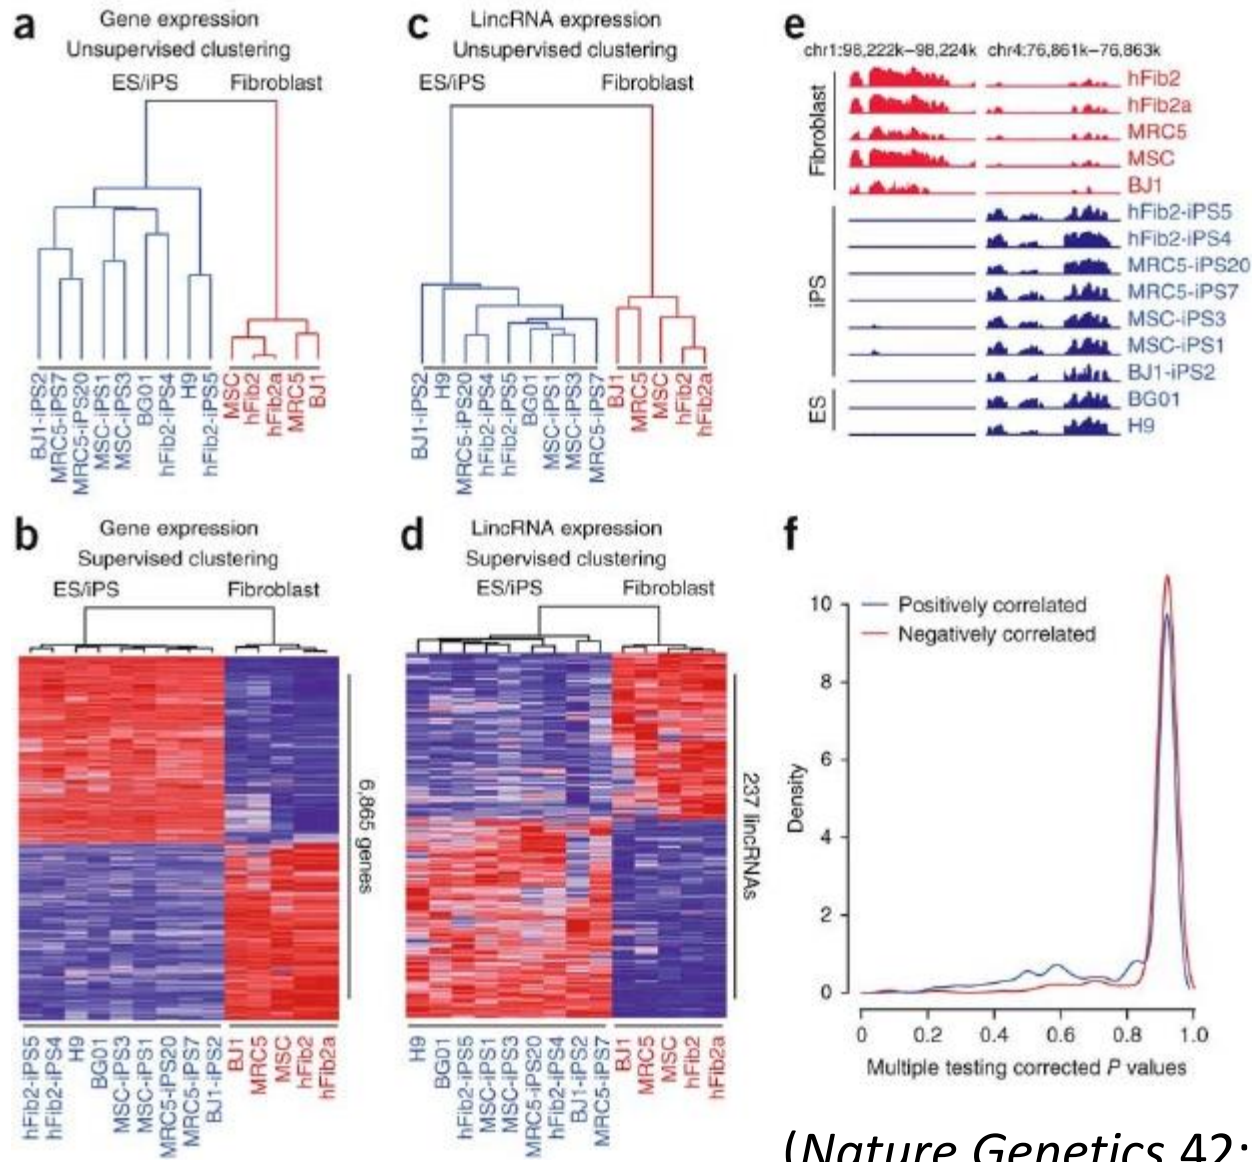 a
Gene expression
Unsupervised clustering
ES/iPS
Fibroblast
BJ1-iPS2
MRC5-iPS7
MRC5-iPS20
MSC-iPS1
MSC-iPS3
BG01
hFib2-iPS4
H9
hFib2-iPS5
MSC
hFib2
hFib2a
MRC5
BJ1
c
LincRNA expression
Unsupervised clustering
ES/iPS
Fibroblast
BJ1-iPS2
H9
MRC5-iPS20
hFib2-iPS4
hFib2-iPS5
BG01
MSC-iPS1
MSC-iPS3
MRC5-iPS7
BJ1
MRC5
MSC
hFib2
hFib2a
e
chr1:98,222k–98,224k chr4:76,861k–76,863k
Fibroblast
hFib2
hFib2a
MRC5
MSC
BJ1
iPS
hFib2-iPS5
hFib2-iPS4
MRC5-iPS20
MRC5-iPS7
MSC-iPS3
MSC-iPS1
BJ1-iPS2
ES
BG01
H9
b
Gene expression
Supervised clustering
ES/iPS
Fibroblast
6,865 genes
hFib2-iPS5
hFib2-iPS4
H9
BG01
MSC-iPS3
MSC-iPS1
MRC5-iPS20
MRC5-iPS7
BJ1-iPS2
BJ1
MRC5
MSC
hFib2
hFib2a
d
LincRNA expression
Supervised clustering
ES/iPS
Fibroblast
237 lincRNAs
H9
BG01
hFib2-iPS5
MSC-iPS1
MSC-iPS3
MRC5-iPS20
hFib2-iPS4
BJ1-iPS2
MRC5-iPS7
BJ1
MRC5
MSC
hFib2
hFib2a
f
Positively correlated
Negatively correlated
Density
10
8
6
4
2
0
0 0.2 0.4 0.6 0.8 1.0
Multiple testing corrected P values
(Nature Genetics 42: